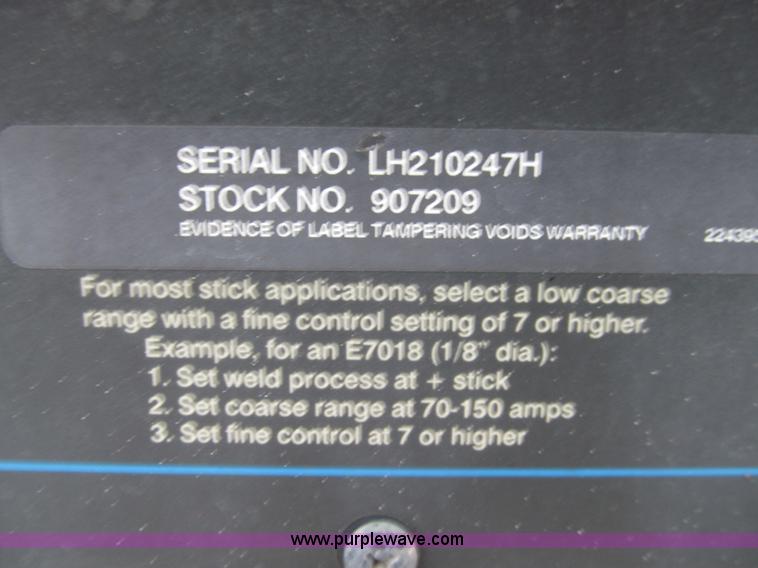 SERIAL NO. LH210247H
STOCK NO. 907209
EVIDENCE OF LABEL TAMPERING VOIDS WARRANTY 224395
For most stick applications, select a low coarse
range with a fine control setting of 7 or higher.
Example, for an E7018 (1/8" dia.):
1. Set weld process at + stick
2. Set coarse range at 70-150 amps
3. Set fine control at 7 or higher
www.purplewave.com